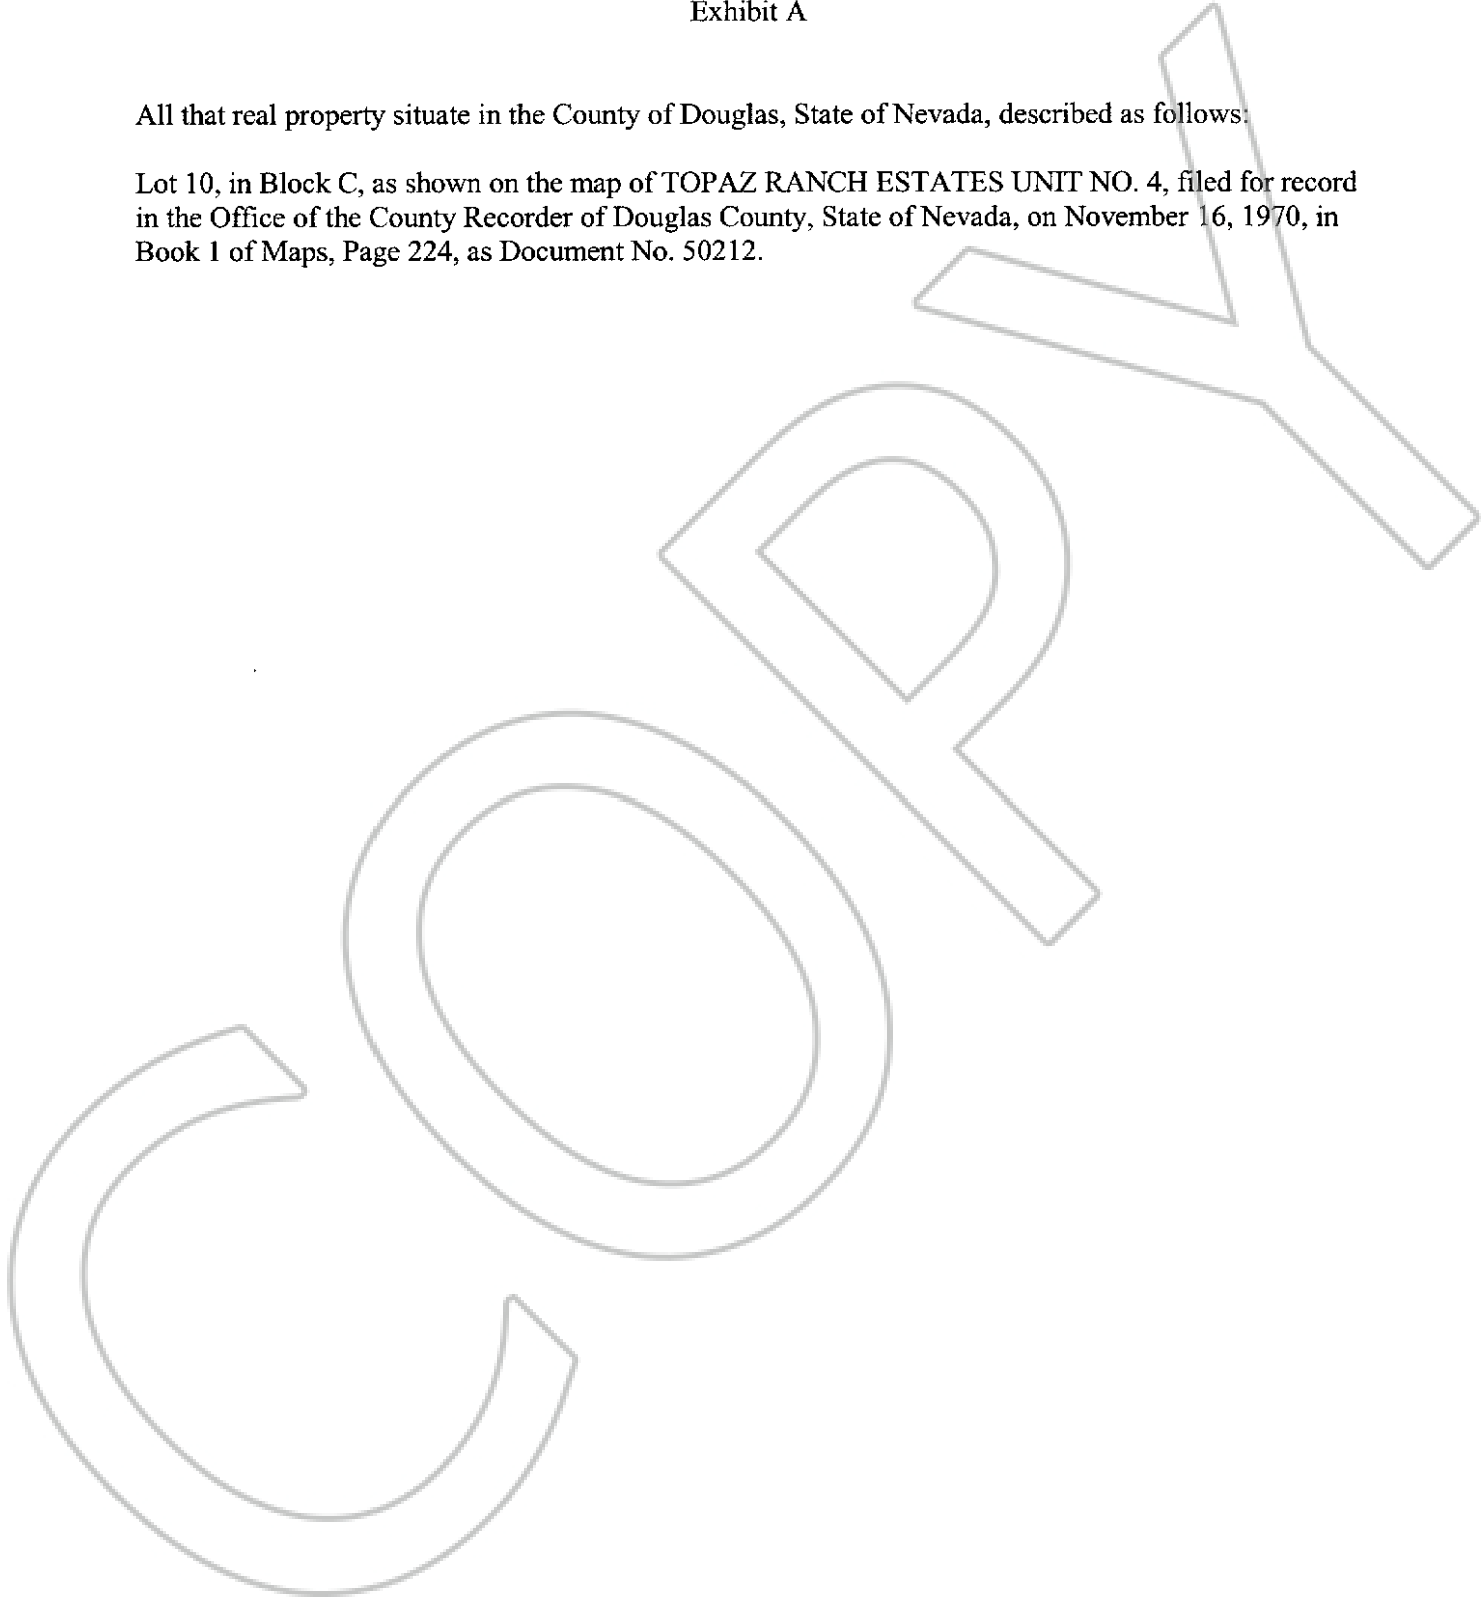 Exhibit A
All that real property situate in the County of Douglas, State of Nevada, described as follows:
Lot 10, in Block C, as shown on the map of TOPAZ RANCH ESTATES UNIT NO. 4, filed for record
in the Office of the County Recorder of Douglas County, State of Nevada, on November 16, 1970, in
Book 1 of Maps, Page 224, as Document No. 50212.
COPY